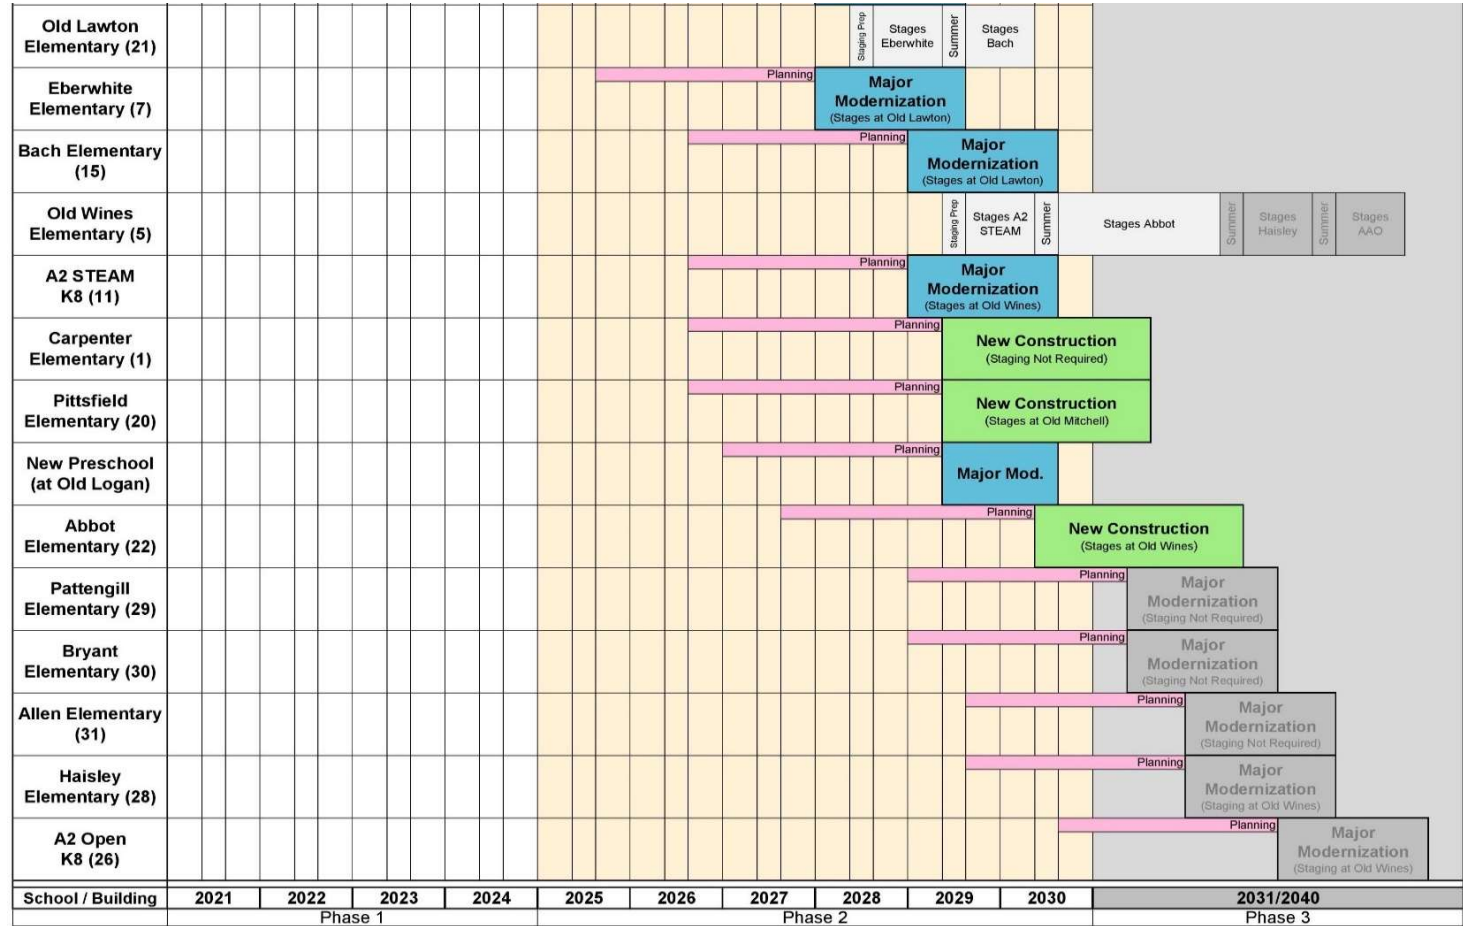 Old Lawton
Elementary (21)
Staging Prep
Stages
Eberwhite
Summer
Stages
Bach
Eberwhite
Elementary (7)
Planning
Major
Modernization
(Stages at Old Lawton)
Bach Elementary
(15)
Planning
Major
Modernization
(Stages at Old Lawton)
Old Wines
Elementary (5)
Staging Prep
Stages A2
STEAM
Summer
Stages Abbot
Summer
Stages
Haisley
Summer
Stages
AAO
A2 STEAM
K8 (11)
Planning
Major
Modernization
(Stages at Old Wines)
Carpenter
Elementary (1)
Planning
New Construction
(Staging Not Required)
Pittsfield
Elementary (20)
Planning
New Construction
(Stages at Old Mitchell)
New Preschool
(at Old Logan)
Planning
Major Mod.
Abbot
Elementary (22)
Planning
New Construction
(Stages at Old Wines)
Pattengill
Elementary (29)
Planning
Major
Modernization
(Staging Not Required)
Bryant
Elementary (30)
Planning
Major
Modernization
(Staging Not Required)
Allen Elementary
(31)
Planning
Major
Modernization
(Staging Not Required)
Haisley
Elementary (28)
Planning
Major
Modernization
(Staging at Old Wines)
A2 Open
K8 (26)
Planning
Major
Modernization
(Staging at Old Wines)
School / Building 2021 2022 2023 2024 2025 2026 2027 2028 2029 2030 2031/2040
Phase 1 Phase 2 Phase 3